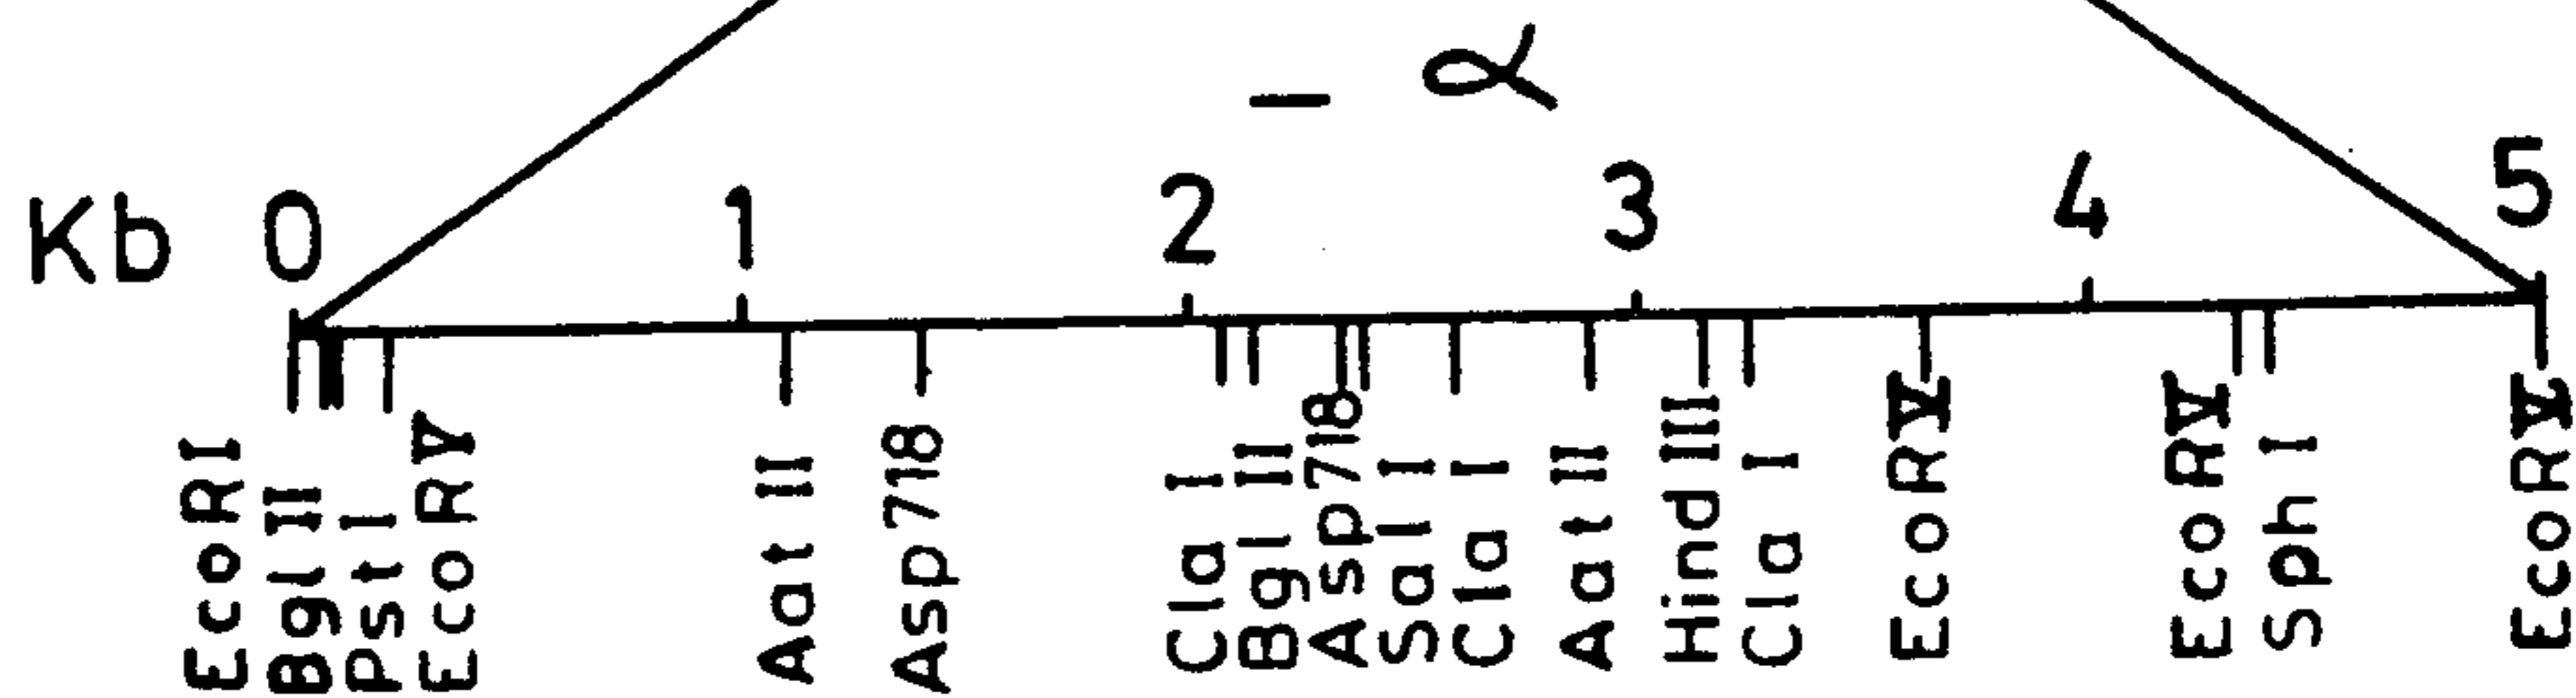 - α
Kb 0 1 2 3 4 5
EcoRI Bgl II Pst I EcoRV Aat II Asp718 Cla I Bgl II Asp718 Sal I Cla I Aat II Hind III Cla I EcoRV EcoRV Sph I EcoRV